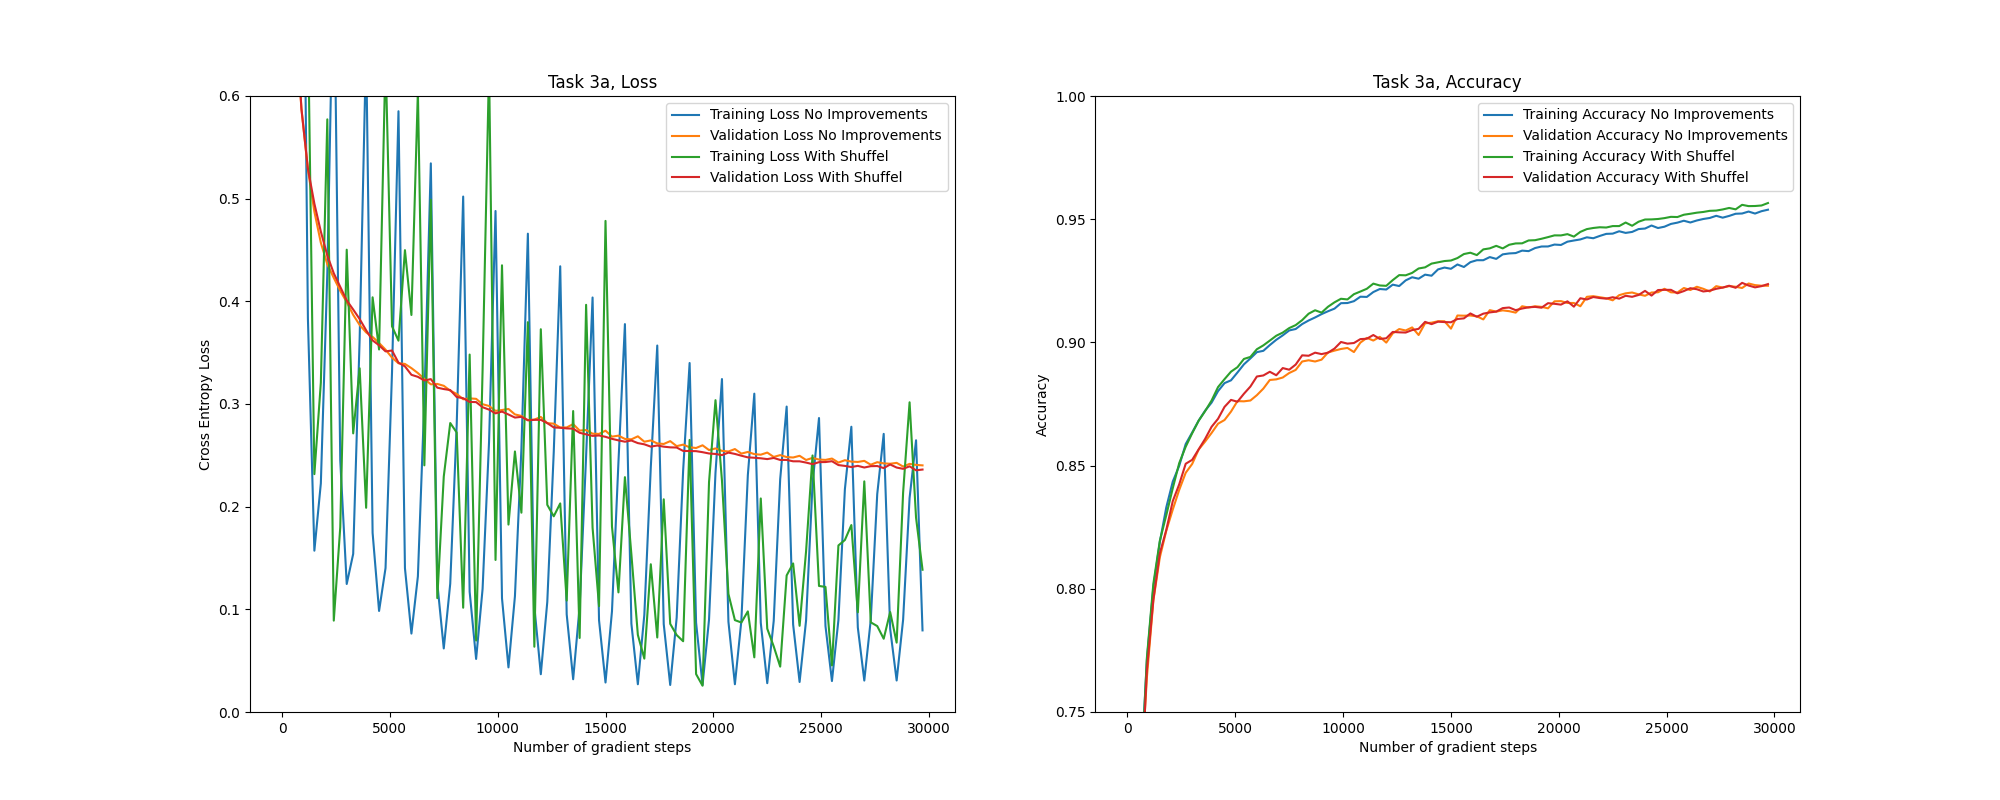 Task 3a, Loss
Training Loss No Improvements
Validation Loss No Improvements
Training Loss With Shuffel
Validation Loss With Shuffel
0.6
0.5
0.4
0.3
0.2
0.1
0.0
Cross Entropy Loss
0
5000
10000
15000
20000
25000
30000
Number of gradient steps
Task 3a, Accuracy
Training Accuracy No Improvements
Validation Accuracy No Improvements
Training Accuracy With Shuffel
Validation Accuracy With Shuffel
1.00
0.95
0.90
0.85
0.80
0.75
Accuracy
0
5000
10000
15000
20000
25000
30000
Number of gradient steps